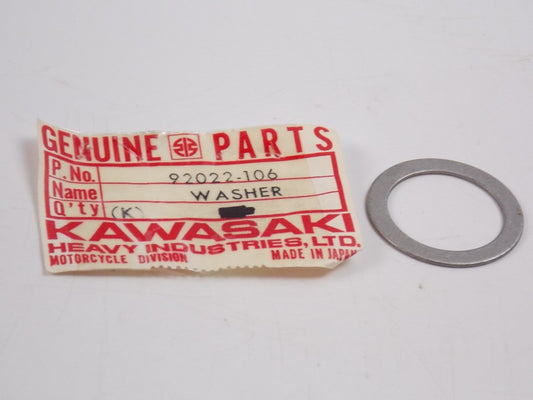 GENUINE PARTS
P.No. 92022-106
Name WASHER
Q'ty (K)
KAWASAKI
HEAVY INDUSTRIES, LTD.
MOTORCYCLE DIVISION MADE IN JAPAN